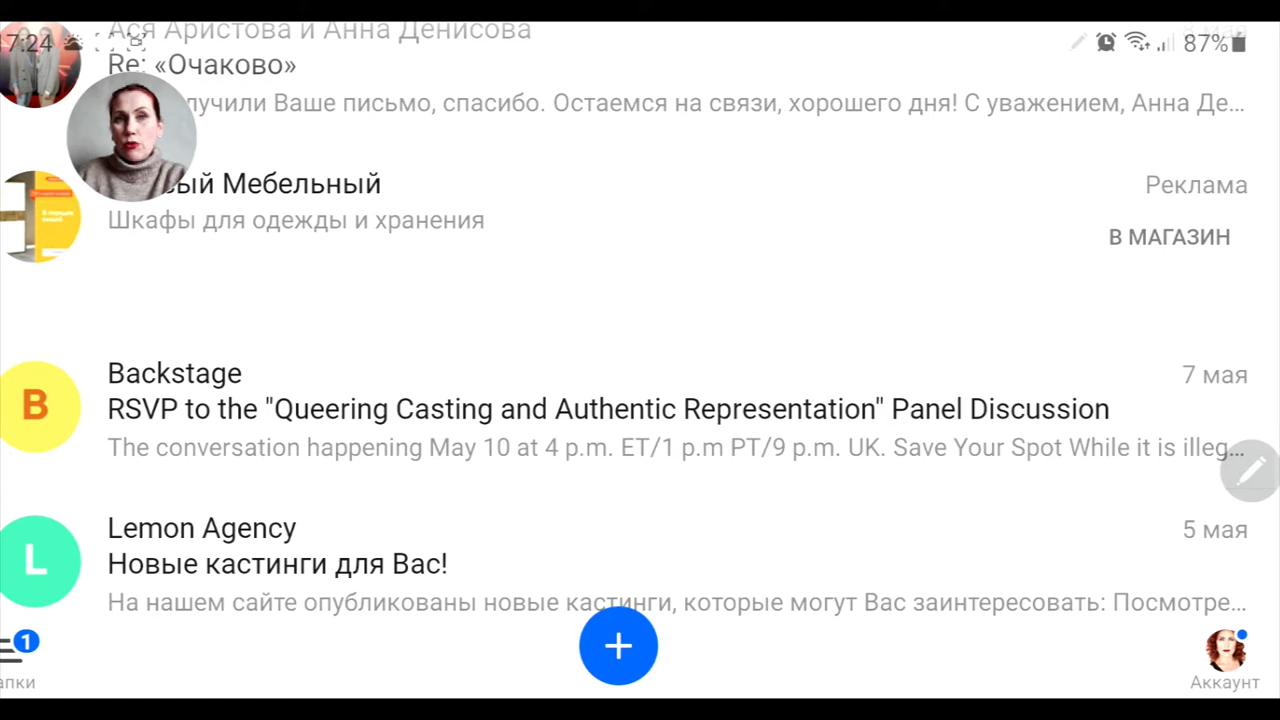 Ася Аристова и Анна Денисова
17:24
87%
Re: «Очаково»
лучили Ваше письмо, спасибо. Остаемся на связи, хорошего дня! С уважением, Анна Де...
вый Мебельный
Реклама
Шкафы для одежды и хранения
В МАГАЗИН
Backstage
7 мая
B
RSVP to the "Queering Casting and Authentic Representation" Panel Discussion
The conversation happening May 10 at 4 p.m. ET/1 p.m PT/9 p.m. UK. Save Your Spot While it is illeg...
Lemon Agency
5 мая
L
Новые кастинги для Вас!
На нашем сайте опубликованы новые кастинги, которые могут Вас заинтересовать: Посмотре...
1
+
апки
Аккаунт